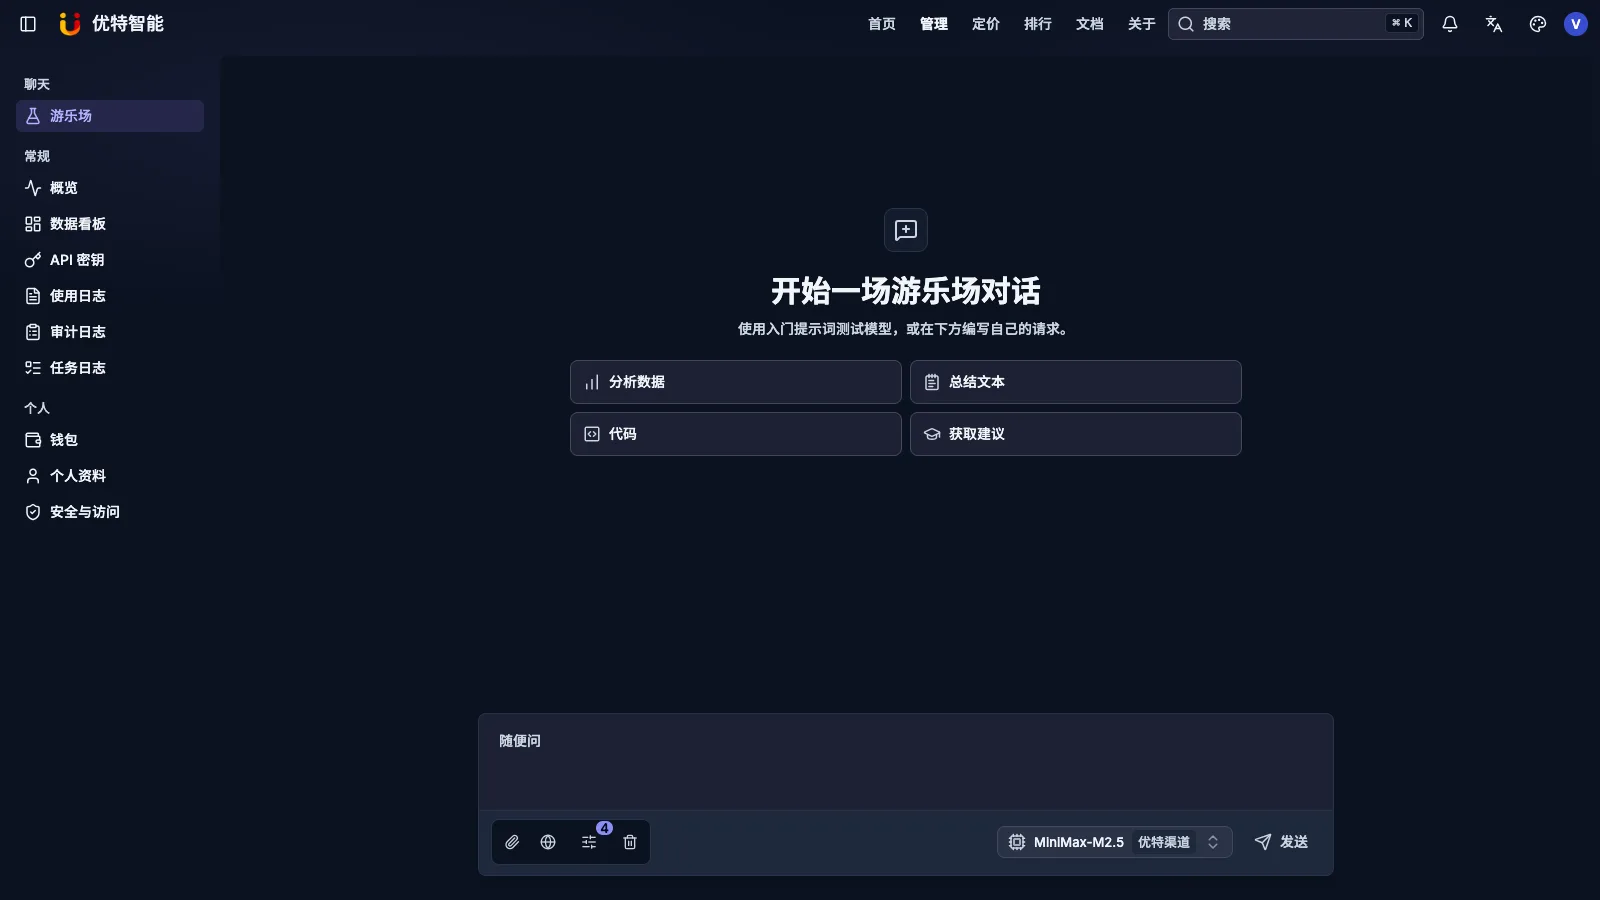 优特智能
首页
管理
定价
排行
文档
关于
搜索
⌘ K
V
聊天
游乐场
常规
概览
数据看板
API 密钥
使用日志
审计日志
任务日志
个人
钱包
个人资料
安全与访问
开始一场游乐场对话
使用入门提示词测试模型，或在下方编写自己的请求。
分析数据
总结文本
代码
获取建议
随便问
4
MiniMax-M2.5 优特渠道
发送